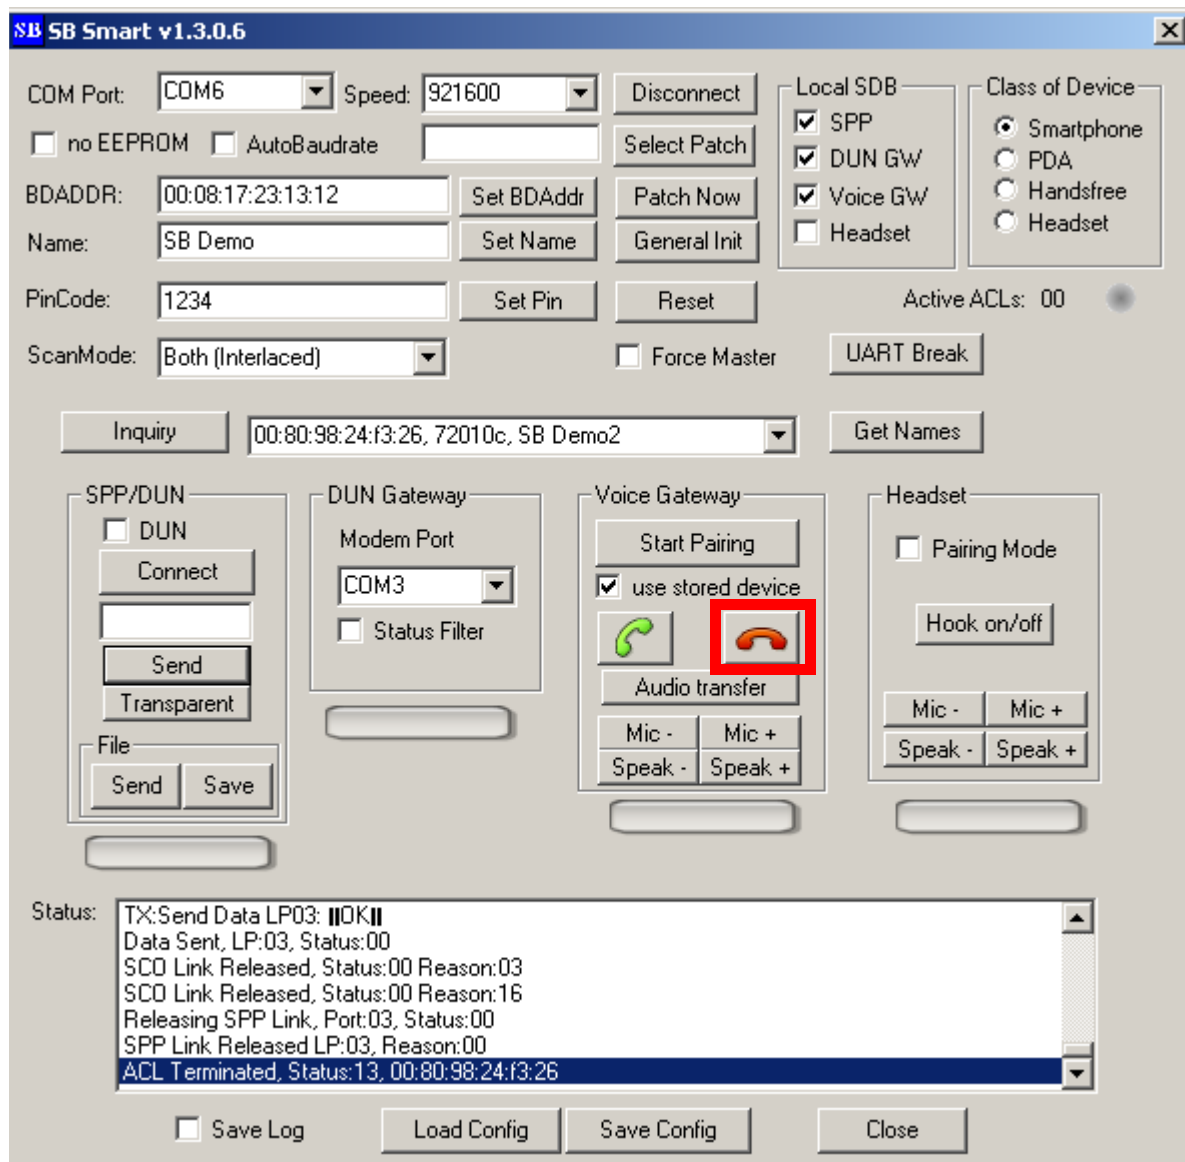 SB SB Smart v1.3.0.6
COM Port: COM6 Speed: 921600 Disconnect
no EEPROM AutoBaudrate Select Patch
BDADDR: 00:08:17:23:13:12 Set BDAddr Patch Now
Name: SB Demo Set Name General Init
PinCode: 1234 Set Pin Reset
ScanMode: Both (Interlaced) Force Master UART Break
Local SDB
SPP
DUN GW
Voice GW
Headset
Class of Device
Smartphone
PDA
Handsfree
Headset
Active ACLs: 00
Inquiry 00:80:98:24:f3:26, 72010c, SB Demo2 Get Names
SPP/DUN
DUN
Connect
Send
Transparent
File
Send Save
DUN Gateway
Modem Port
COM3
Status Filter
Voice Gateway
Start Pairing
use stored device
Audio transfer
Mic - Mic +
Speak - Speak +
Headset
Pairing Mode
Hook on/off
Mic - Mic +
Speak - Speak +
Status:
TX:Send Data LP03: ||OK||
Data Sent, LP:03, Status:00
SCO Link Released, Status:00 Reason:03
SCO Link Released, Status:00 Reason:16
Releasing SPP Link, Port:03, Status:00
SPP Link Released LP:03, Reason:00
ACL Terminated, Status:13, 00:80:98:24:f3:26
Save Log Load Config Save Config Close